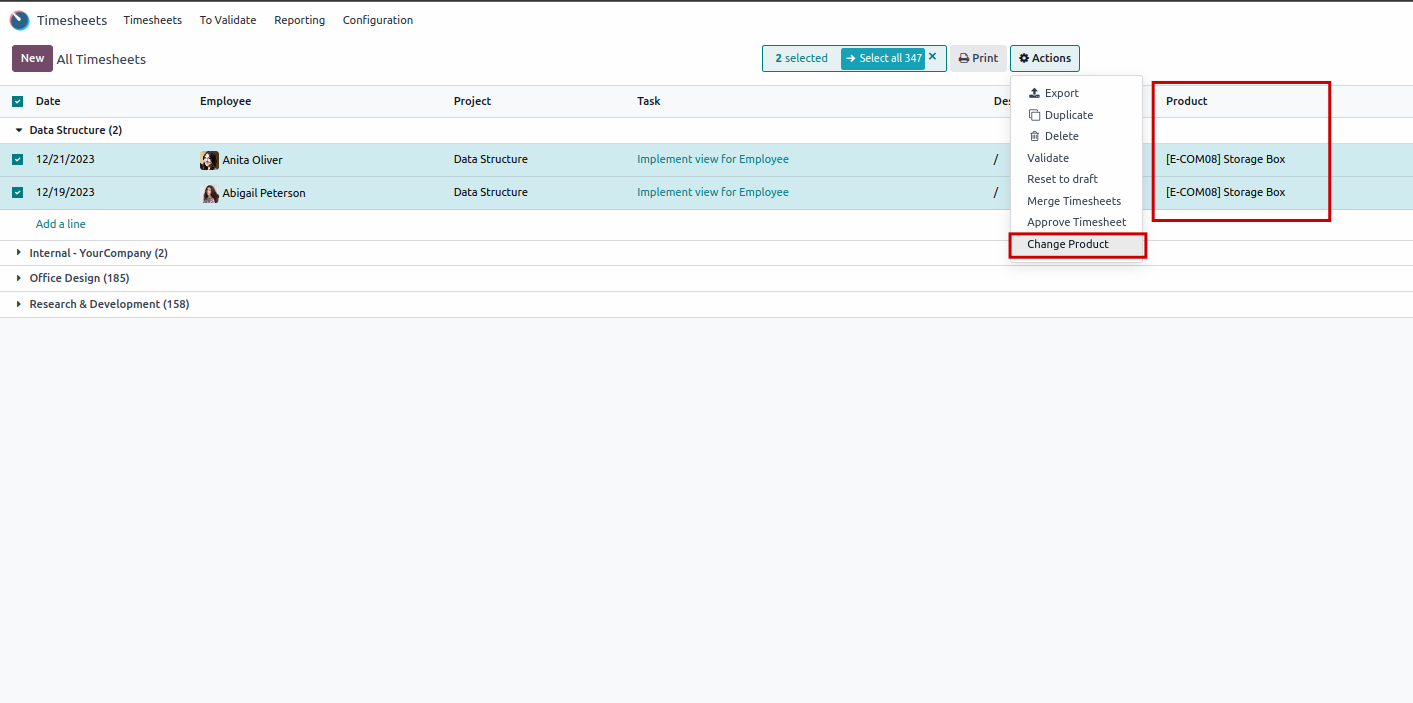 Timesheets Timesheets To Validate Reporting Configuration
New All Timesheets 2 selected Select all 347 Print Actions
Date Employee Project Task Des Product
Export
Duplicate
Delete
Validate
Reset to draft
Merge Timesheets
Approve Timesheet
Change Product
Data Structure (2)
12/21/2023 Anita Oliver Data Structure Implement view for Employee / [E-COM08] Storage Box
12/19/2023 Abigail Peterson Data Structure Implement view for Employee / [E-COM08] Storage Box
Add a line
Internal - YourCompany (2)
Office Design (185)
Research & Development (158)